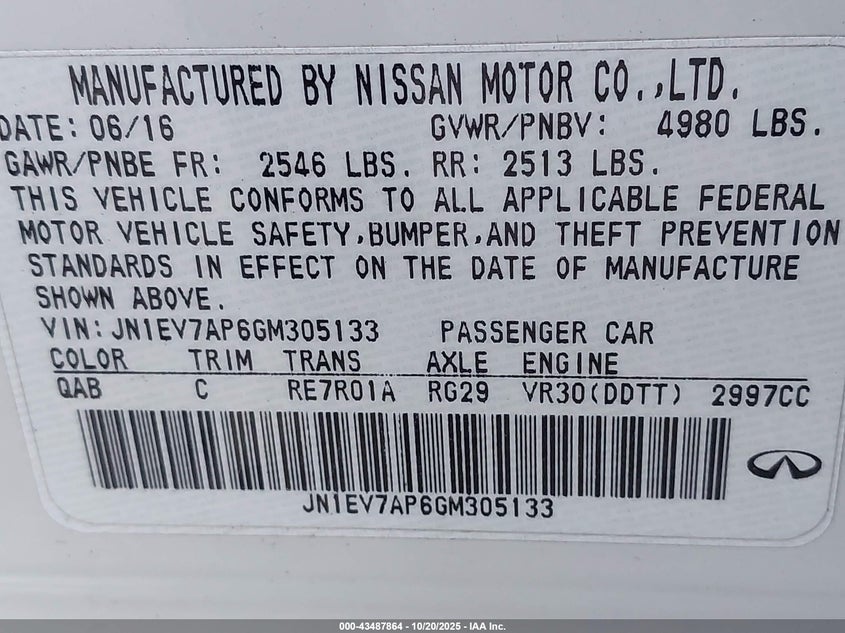 MANUFACTURED BY NISSAN MOTOR CO.,LTD.
DATE: 06/16 GVWR/PNBV: 4980 LBS.
GAWR/PNBE FR: 2546 LBS. RR: 2513 LBS.
THIS VEHICLE CONFORMS TO ALL APPLICABLE FEDERAL
MOTOR VEHICLE SAFETY,BUMPER,AND THEFT PREVENTION
STANDARDS IN EFFECT ON THE DATE OF MANUFACTURE
SHOWN ABOVE.
VIN:JN1EV7AP6GM305133 PASSENGER CAR
COLOR TRIM TRANS AXLE ENGINE
QAB C RE7R01A RG29 VR30(DDTT) 2997CC
JN1EV7AP6GM305133
000-43487864 | 10/20/2025 - IAA Inc.